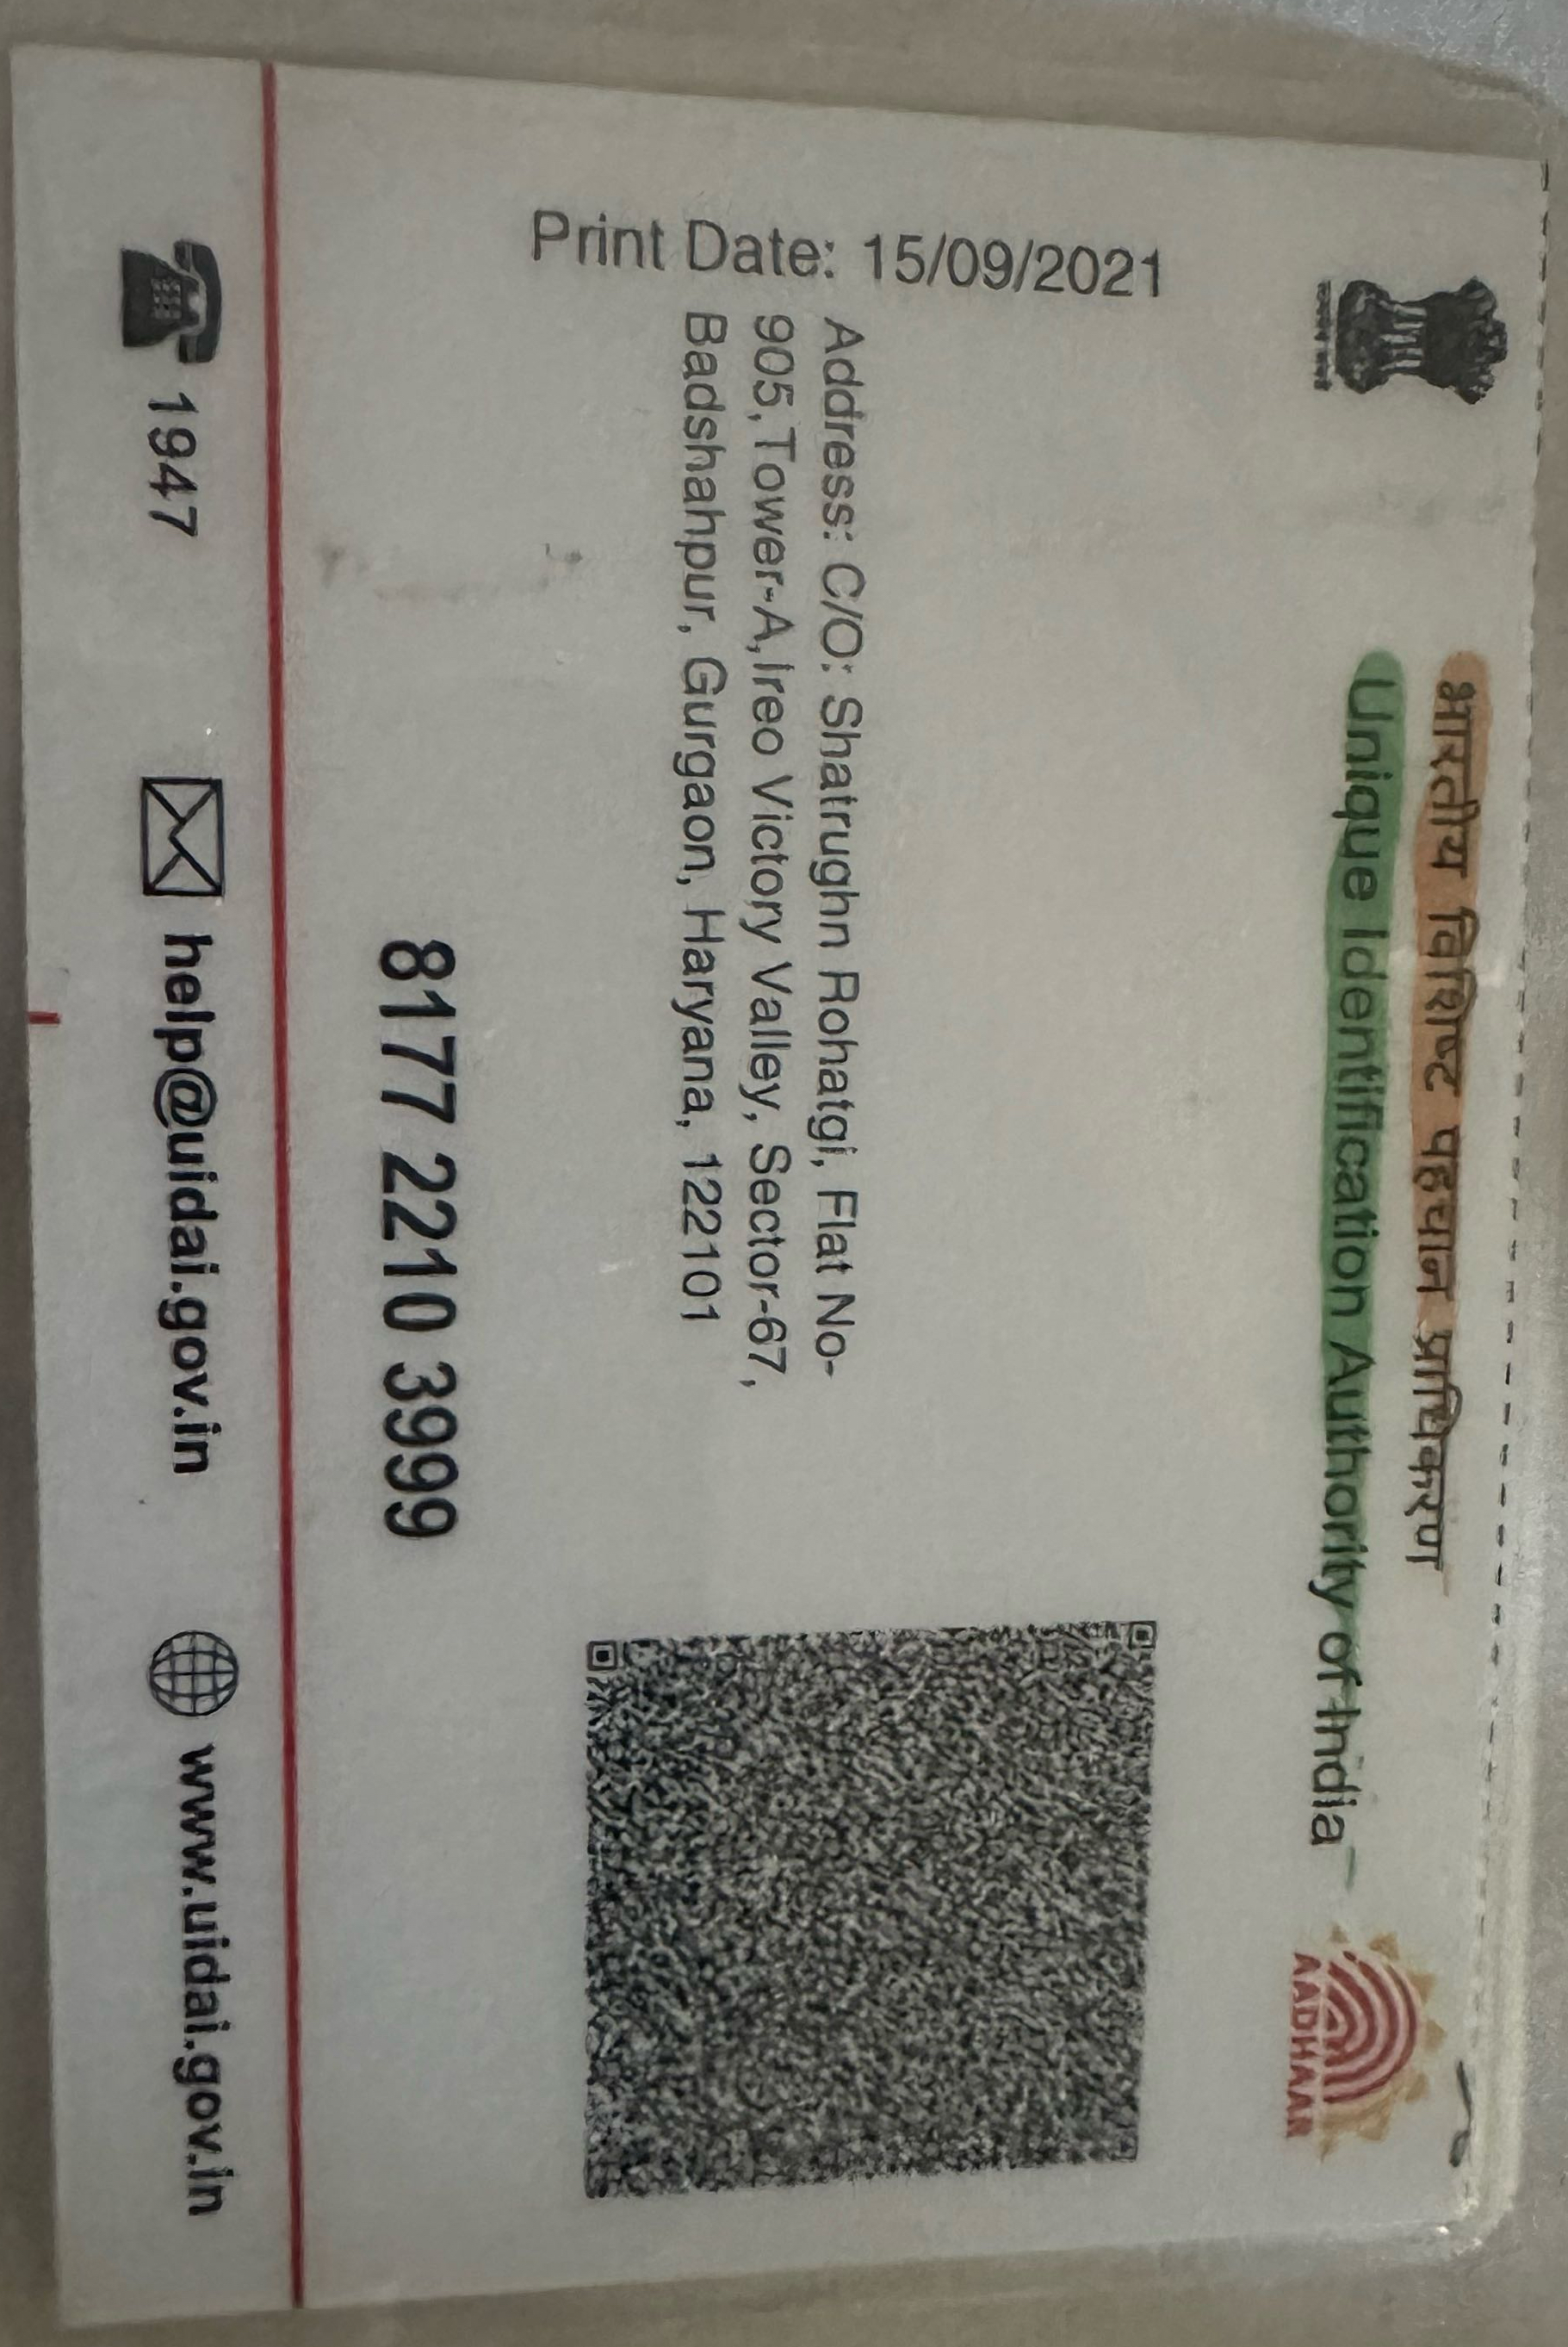 भारतीय विशिष्ट पहचान प्राधिकरण
Unique Identification Authority of India
AADHAAR
Print Date: 15/09/2021
Address: C/O: Shatrughn Rohatgi, Flat No-
905,Tower-A,Ireo Victory Valley, Sector-67,
Badshahpur, Gurgaon, Haryana, 122101
8177 2210 3999
1947
help@uidai.gov.in
www.uidai.gov.in